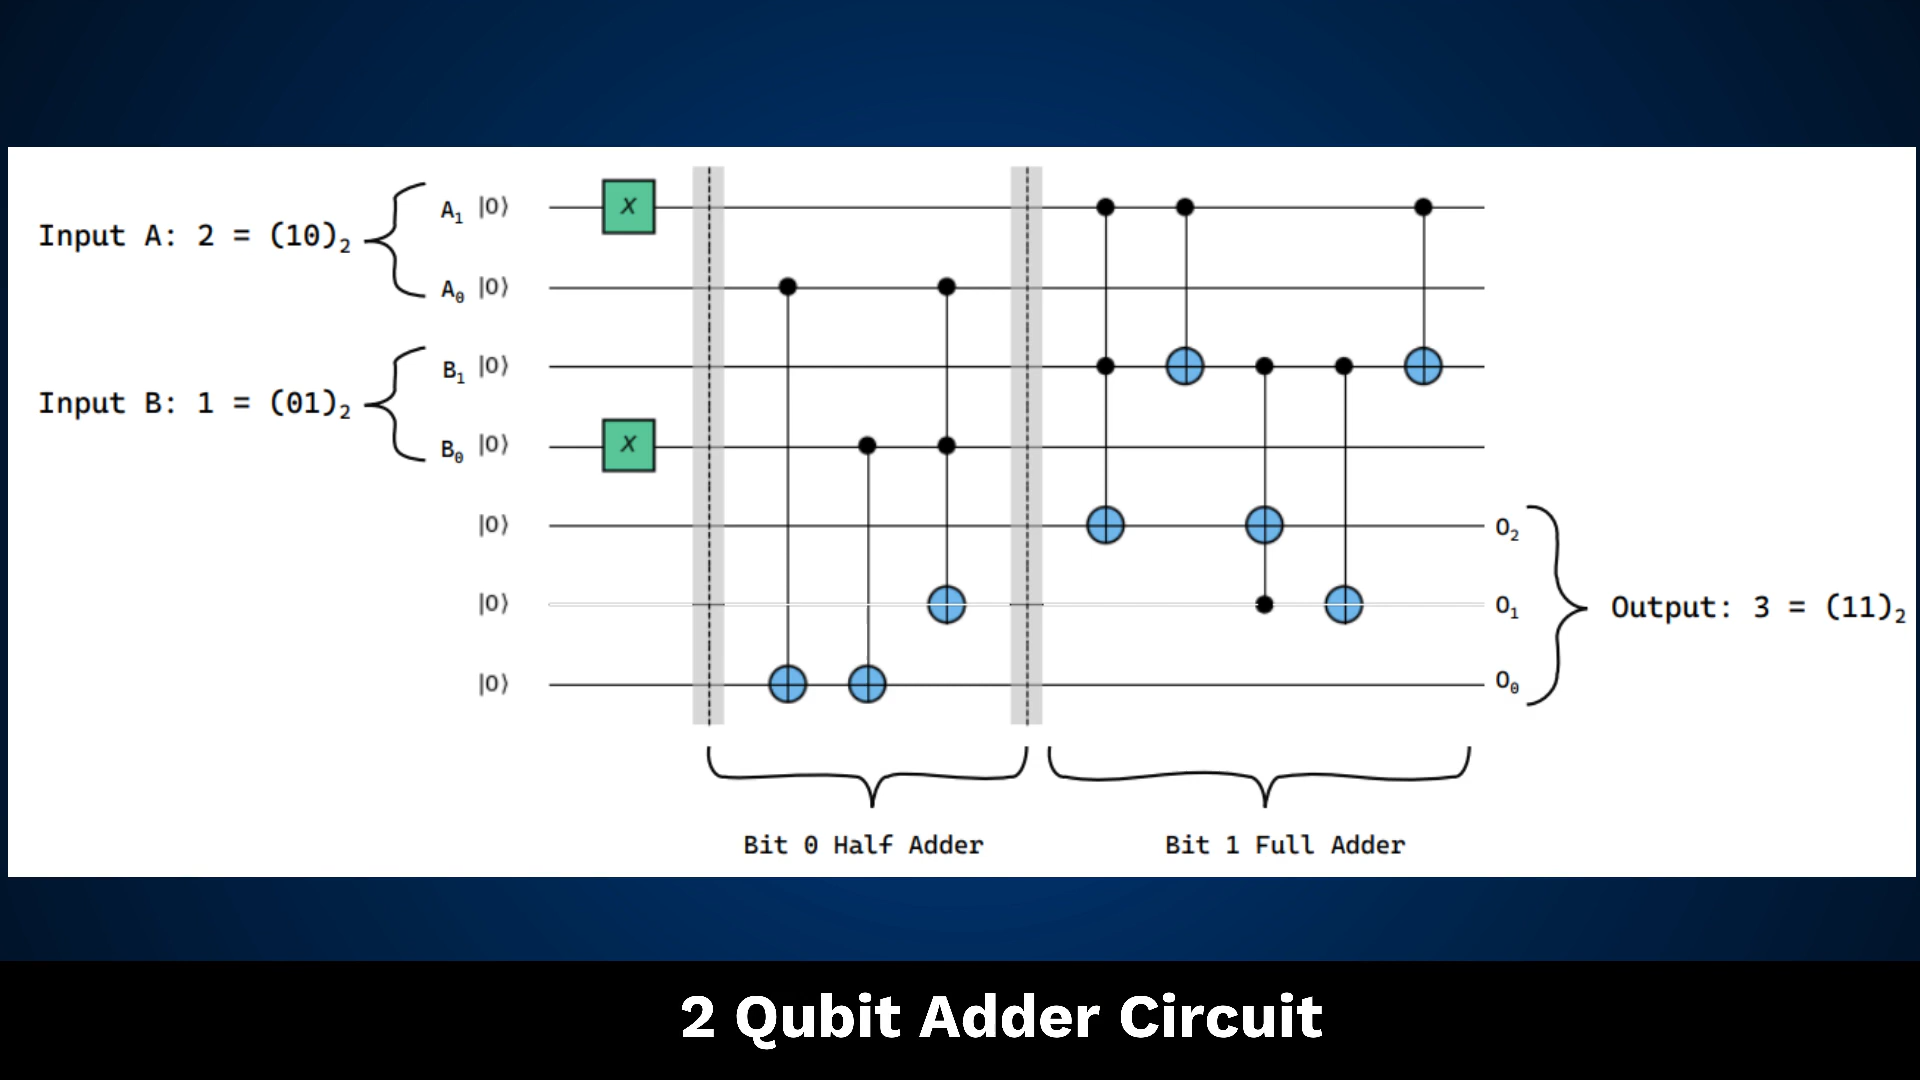 Input A: 2 = (10)₂
A₁ |0⟩
X
A₀ |0⟩
Input B: 1 = (01)₂
B₁ |0⟩
B₀ |0⟩
X
|0⟩ O₂
|0⟩ O₁
|0⟩ O₀
Output: 3 = (11)₂
Bit 0 Half Adder
Bit 1 Full Adder
2 Qubit Adder Circuit